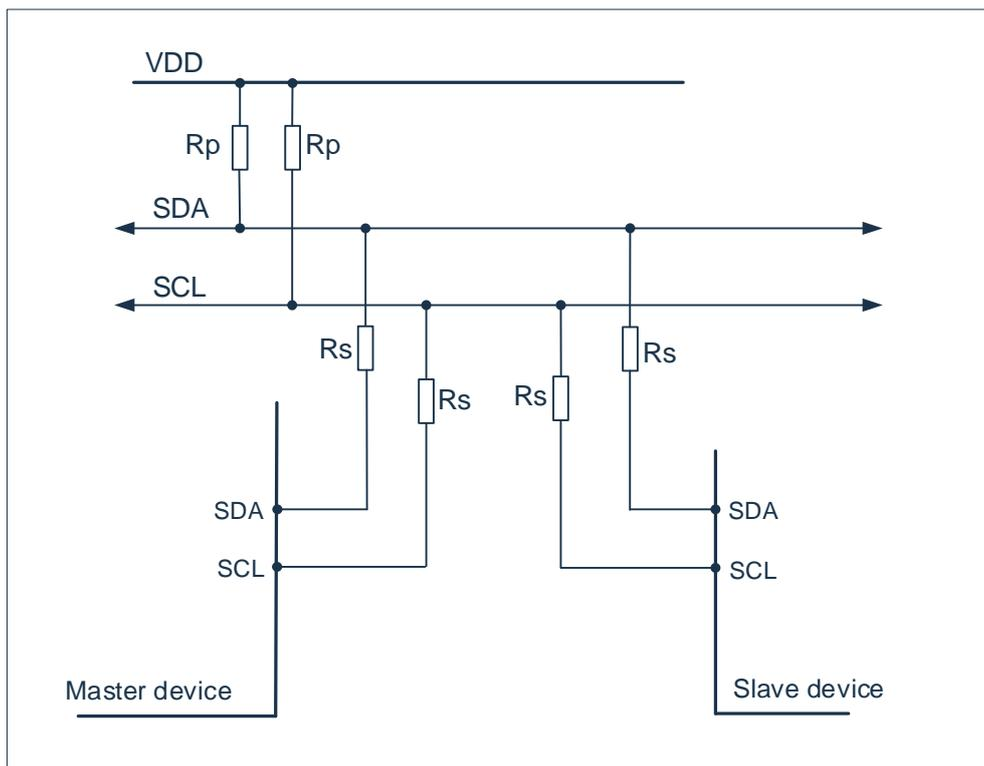 VDD
Rp
Rp
SDA
SCL
Rs
Rs
Rs
Rs
SDA
SDA
SCL
SCL
Master device
Slave device